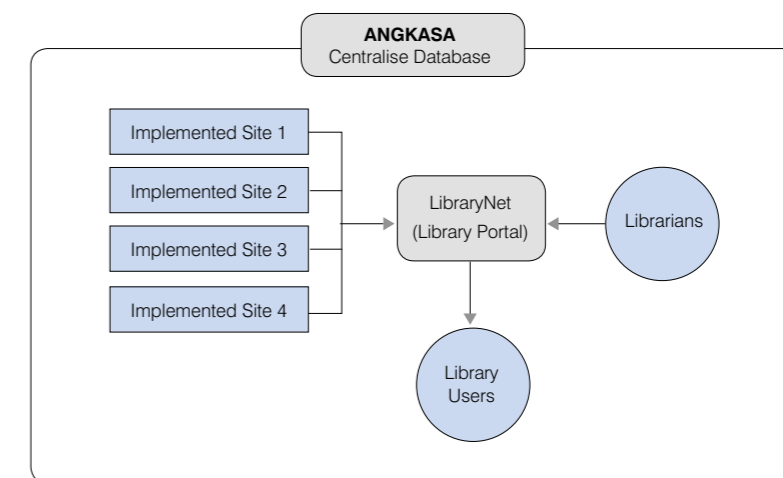 ANGKASA
Centralise Database
Implemented Site 1
Implemented Site 2
Implemented Site 3
Implemented Site 4
LibraryNet
(Library Portal)
Librarians
Library
Users